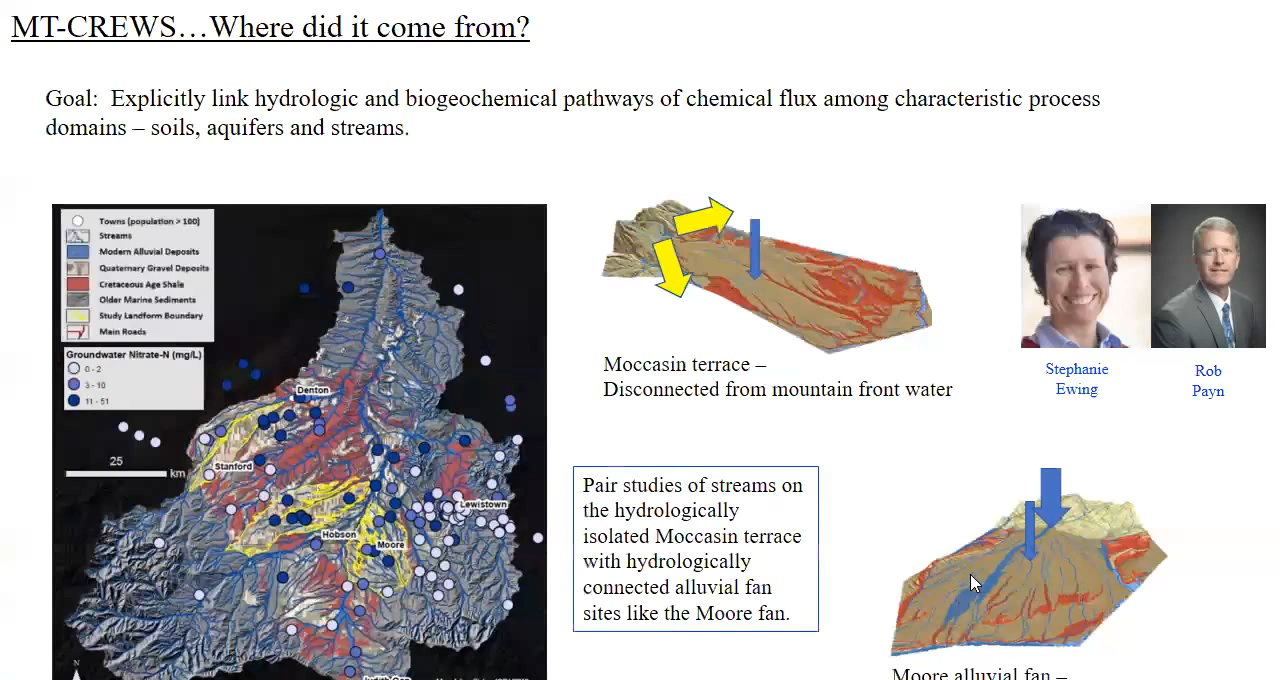 MT-CREWS…Where did it come from?
Goal:  Explicitly link hydrologic and biogeochemical pathways of chemical flux among characteristic process
domains – soils, aquifers and streams.
Towns (population > 100)
Streams
Modern Alluvial Deposits
Quaternary Gravel Deposits
Cretaceous Age Shale
Older Marine Sediments
Study Landform Boundary
Main Roads
Groundwater Nitrate-N (mg/L)
0 - 2
3 - 10
11 - 51
25
km
Denton
Stanford
Lewistown
Hobson
Moore
N
Moccasin terrace –
Disconnected from mountain front water
Stephanie
Ewing
Rob
Payn
Pair studies of streams on
the hydrologically
isolated Moccasin terrace
with hydrologically
connected alluvial fan
sites like the Moore fan.
Moore alluvial fan –